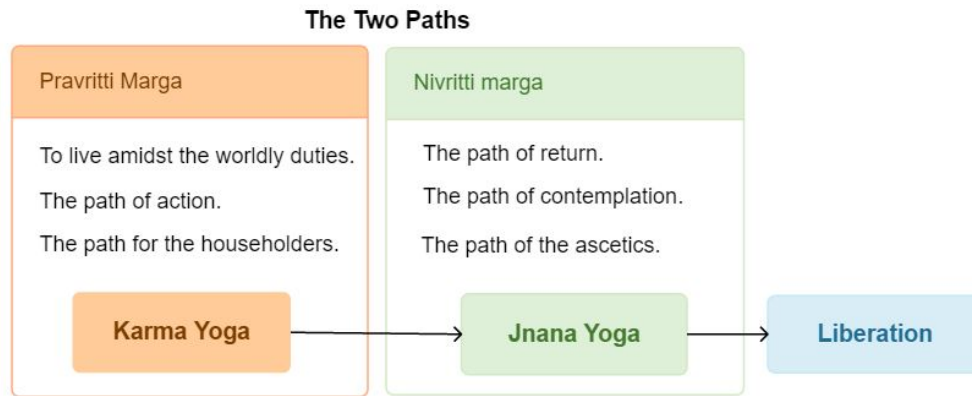 The Two Paths
Pravritti Marga
To live amidst the worldly duties.
The path of action.
The path for the householders.
Karma Yoga
Nivritti marga
The path of return.
The path of contemplation.
The path of the ascetics.
Jnana Yoga
Liberation